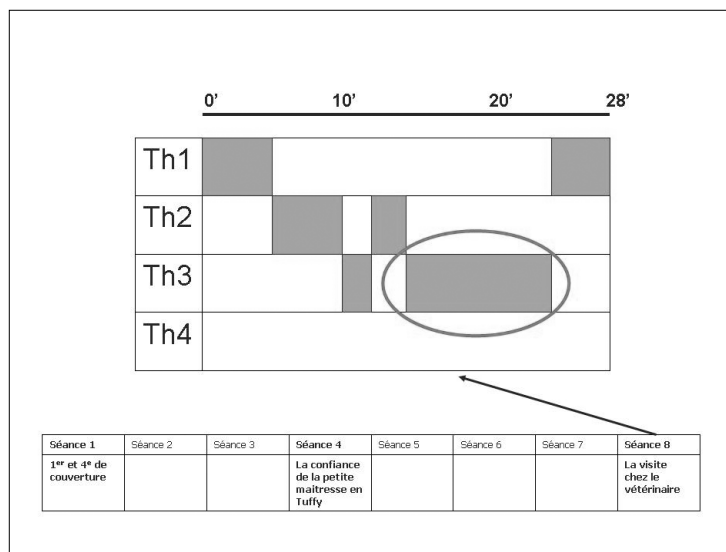 0’ 10’ 20’ 28’
Th1
Th2
Th3
Th4
Séance 1 Séance 2 Séance 3 Séance 4 Séance 5 Séance 6 Séance 7 Séance 8
1er et 4e de couverture
La confiance de la petite maitresse en Tuffy
La visite chez le vétérinaire